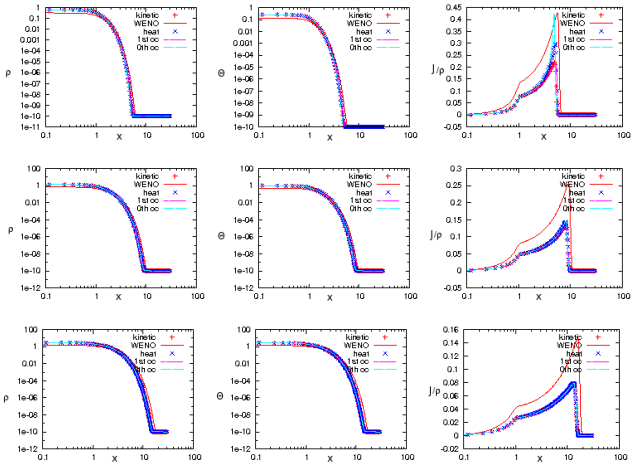 1
0.1
0.01
0.001
1e-04
1e-05
1e-06
1e-07
1e-08
1e-09
1e-10
1e-11
ρ
0.1
1
10
100
x
kinetic
WENO
heat
1st oc
0th oc
1
0.1
0.01
0.001
1e-04
1e-05
1e-06
1e-07
1e-08
1e-09
1e-10
Θ
0.1
1
10
100
x
kinetic
WENO
heat
1st oc
0th oc
0.45
0.4
0.35
0.3
0.25
0.2
0.15
0.1
0.05
0
-0.05
J/ρ
0.1
1
10
100
x
kinetic
WENO
heat
1st oc
0th oc
100
1
0.01
1e-04
1e-06
1e-08
1e-10
1e-12
ρ
0.1
1
10
100
x
kinetic
WENO
heat
1st oc
0th oc
100
1
0.01
1e-04
1e-06
1e-08
1e-10
1e-12
Θ
0.1
1
10
100
x
kinetic
WENO
heat
1st oc
0th oc
0.3
0.25
0.2
0.15
0.1
0.05
0
-0.05
J/ρ
0.1
1
10
100
x
kinetic
WENO
heat
1st oc
0th oc
100
1
0.01
1e-04
1e-06
1e-08
1e-10
1e-12
ρ
0.1
1
10
100
x
kinetic
WENO
heat
1st oc
0th oc
100
1
0.01
1e-04
1e-06
1e-08
1e-10
1e-12
Θ
0.1
1
10
100
x
kinetic
WENO
heat
1st oc
0th oc
0.16
0.14
0.12
0.1
0.08
0.06
0.04
0.02
0
-0.02
J/ρ
0.1
1
10
100
x
kinetic
WENO
heat
1st oc
0th oc